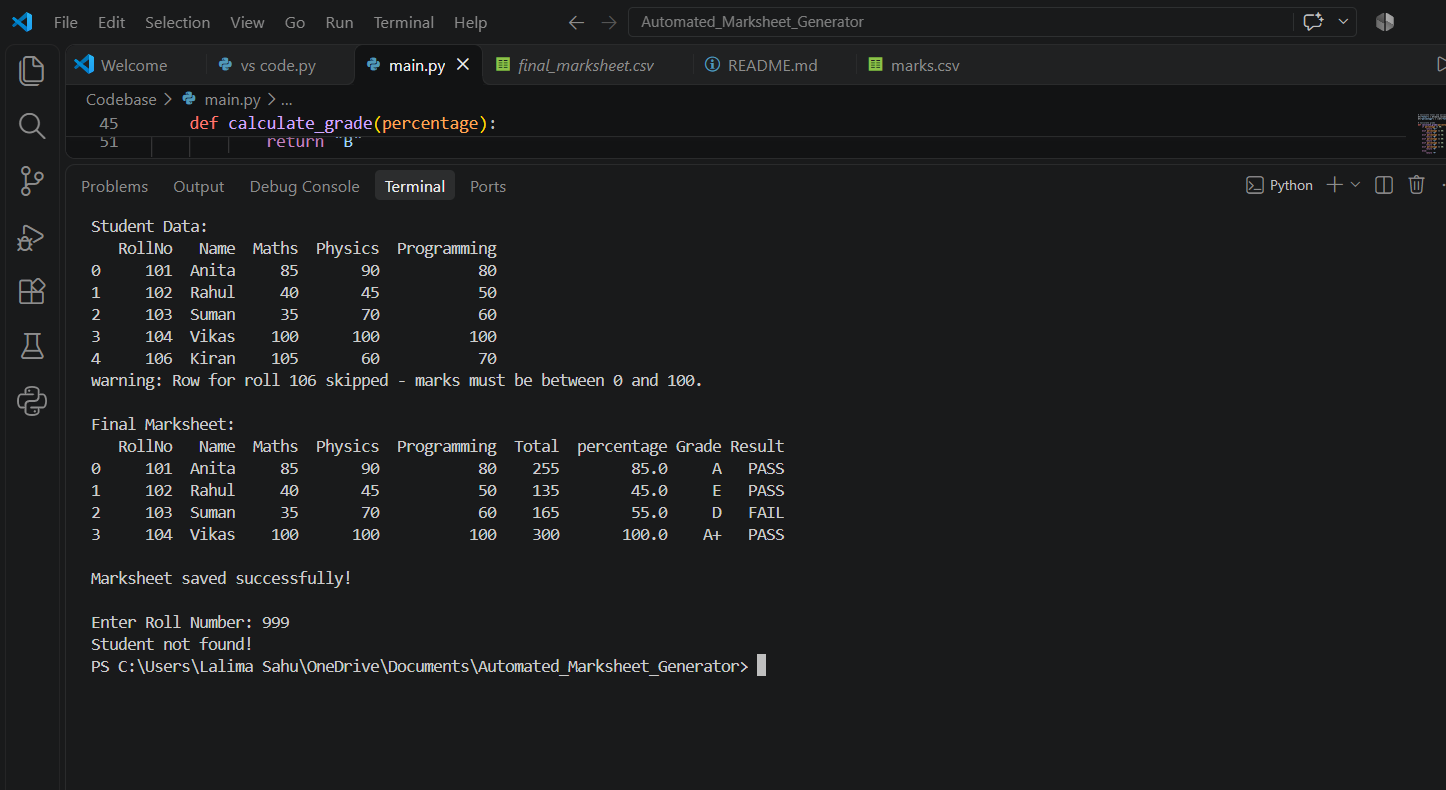 File Edit Selection View Go Run Terminal Help
Automated_Marksheet_Generator
Welcome vs code.py main.py final_marksheet.csv README.md marks.csv
Codebase > main.py > ...
45 def calculate_grade(percentage):
51 return "B"
Problems Output Debug Console Terminal Ports
Python
Student Data:
RollNo Name Maths Physics Programming
0 101 Anita 85 90 80
1 102 Rahul 40 45 50
2 103 Suman 35 70 60
3 104 Vikas 100 100 100
4 106 Kiran 105 60 70
warning: Row for roll 106 skipped - marks must be between 0 and 100.
Final Marksheet:
RollNo Name Maths Physics Programming Total percentage Grade Result
0 101 Anita 85 90 80 255 85.0 A PASS
1 102 Rahul 40 45 50 135 45.0 E PASS
2 103 Suman 35 70 60 165 55.0 D FAIL
3 104 Vikas 100 100 100 300 100.0 A+ PASS
Marksheet saved successfully!
Enter Roll Number: 999
Student not found!
PS C:\Users\Lalima Sahu\OneDrive\Documents\Automated_Marksheet_Generator>